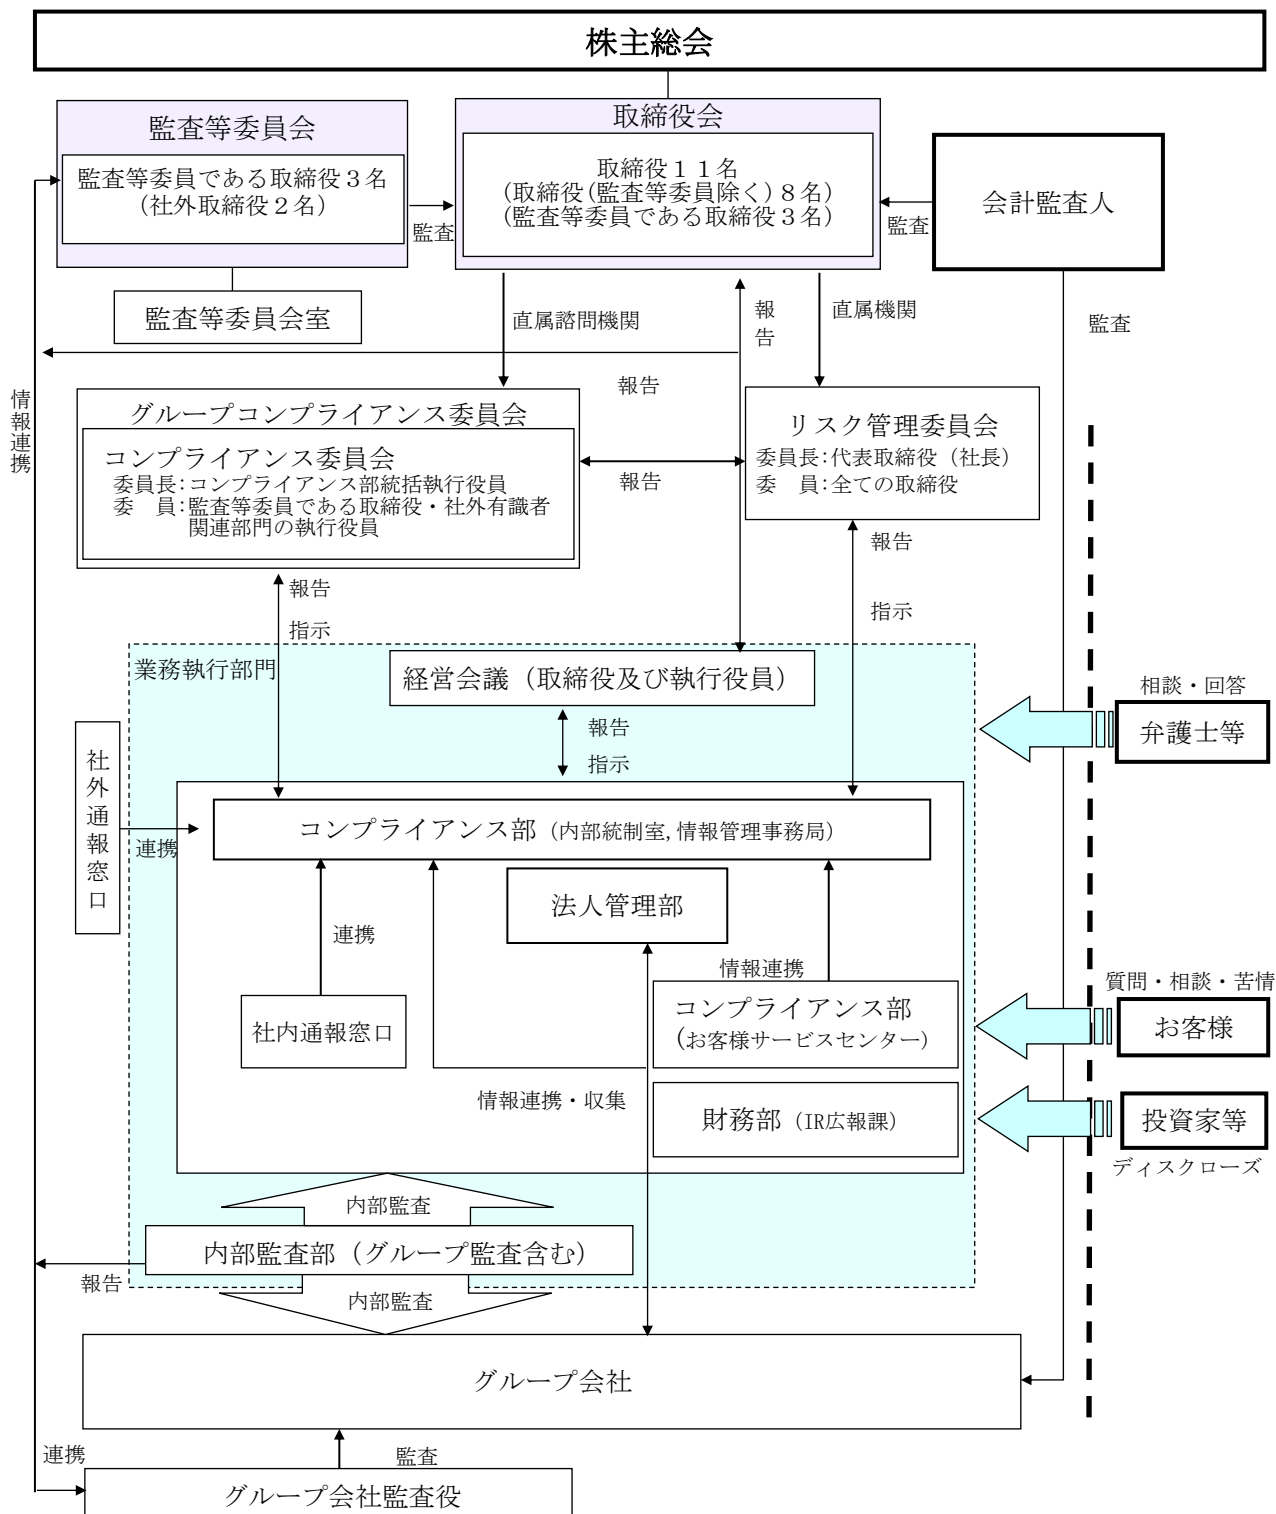 株主総会
監査等委員会
監査等委員である取締役３名
(社外取締役２名)
監査等委員会室
監査
取締役会
取締役１１名
(取締役(監査等委員除く)８名)
(監査等委員である取締役３名)
監査
会計監査人
監査
直属諮問機関
報告
直属機関
報告
情報連携
グループコンプライアンス委員会
コンプライアンス委員会
委員長:コンプライアンス部統括執行役員
委　員:監査等委員である取締役・社外有識者
関連部門の執行役員
報告
リスク管理委員会
委員長:代表取締役（社長）
委　員:全ての取締役
報告
指示
報告
指示
業務執行部門
経営会議（取締役及び執行役員）
報告
指示
相談・回答
弁護士等
社外通報窓口
連携
コンプライアンス部（内部統制室,情報管理事務局）
法人管理部
連携
情報連携
社内通報窓口
コンプライアンス部
(お客様サービスセンター)
質問・相談・苦情
お客様
情報連携・収集
財務部（IR広報課）
投資家等
ディスクローズ
内部監査
内部監査部（グループ監査含む）
報告
内部監査
グループ会社
連携
監査
グループ会社監査役